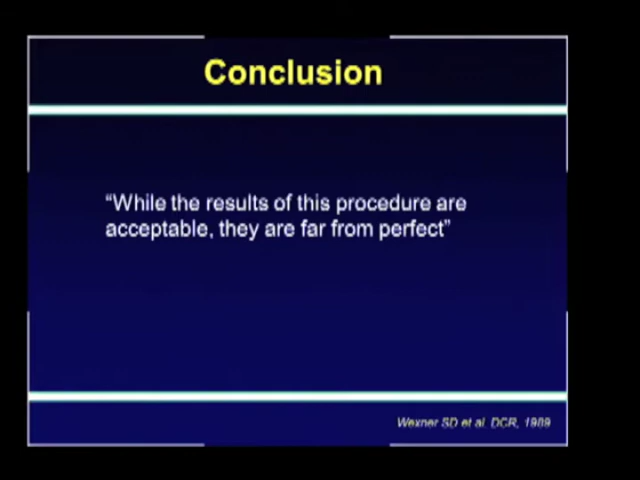 Conclusion
“While the results of this procedure are
acceptable, they are far from perfect”
Wexner SD et al. DCR, 1989